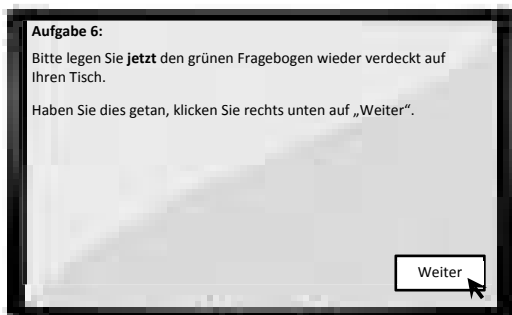 Aufgabe 6:
Bitte legen Sie jetzt den grünen Fragebogen wieder verdeckt auf
Ihren Tisch.
Haben Sie dies getan, klicken Sie rechts unten auf „Weiter“.
Weiter